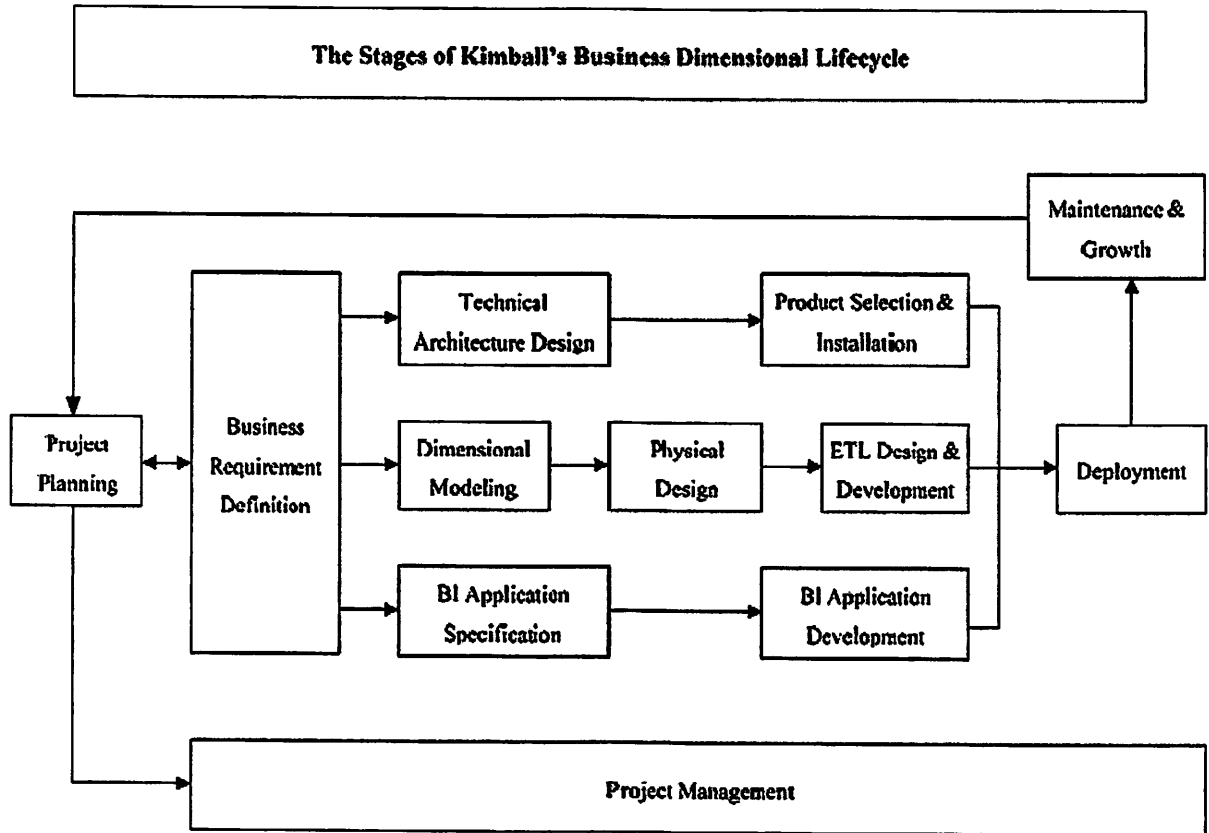 The Stages of Kimball's Business Dimensional Lifecycle
Maintenance &
Growth
Technical
Architecture Design
Product Selection &
Installation
Project
Planning
Business
Requirement
Definition
Dimensional
Modeling
Physical
Design
ETL Design &
Development
Deployment
BI Application
Specification
BI Application
Development
Project Management